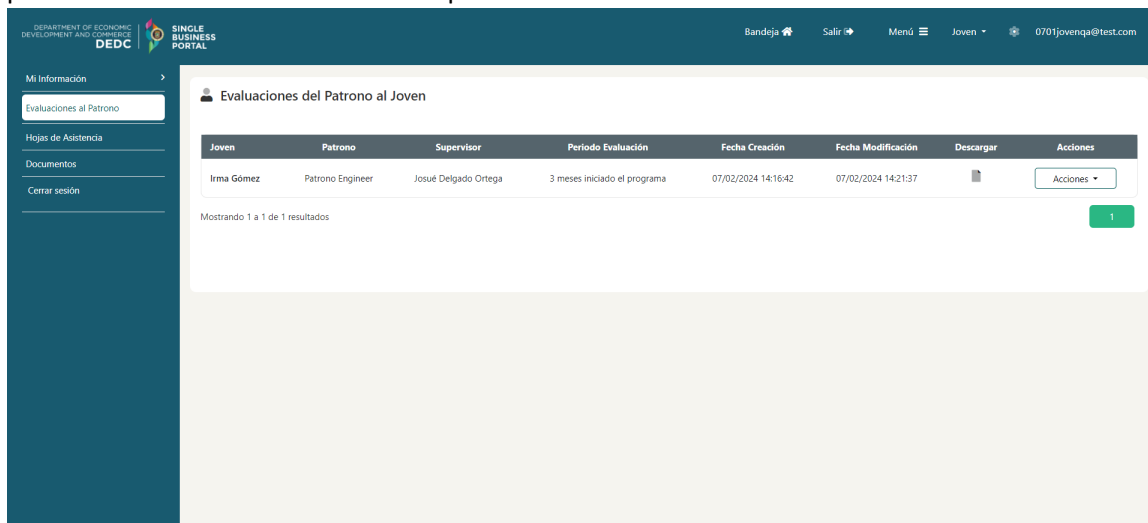 DEPARTMENT OF ECONOMIC
DEVELOPMENT AND COMMERCE
DEDC
SINGLE
BUSINESS
PORTAL
Bandeja
Salir
Menú
Joven
0701jovenqa@test.com
Mi Información
Evaluaciones al Patrono
Hojas de Asistencia
Documentos
Cerrar sesión
Evaluaciones del Patrono al Joven
Joven Patrono Supervisor Periodo Evaluación Fecha Creación Fecha Modificación Descargar Acciones
Irma Gómez Patrono Engineer Josué Delgado Ortega 3 meses iniciado el programa 07/02/2024 14:16:42 07/02/2024 14:21:37 Acciones
Mostrando 1 a 1 de 1 resultados
1